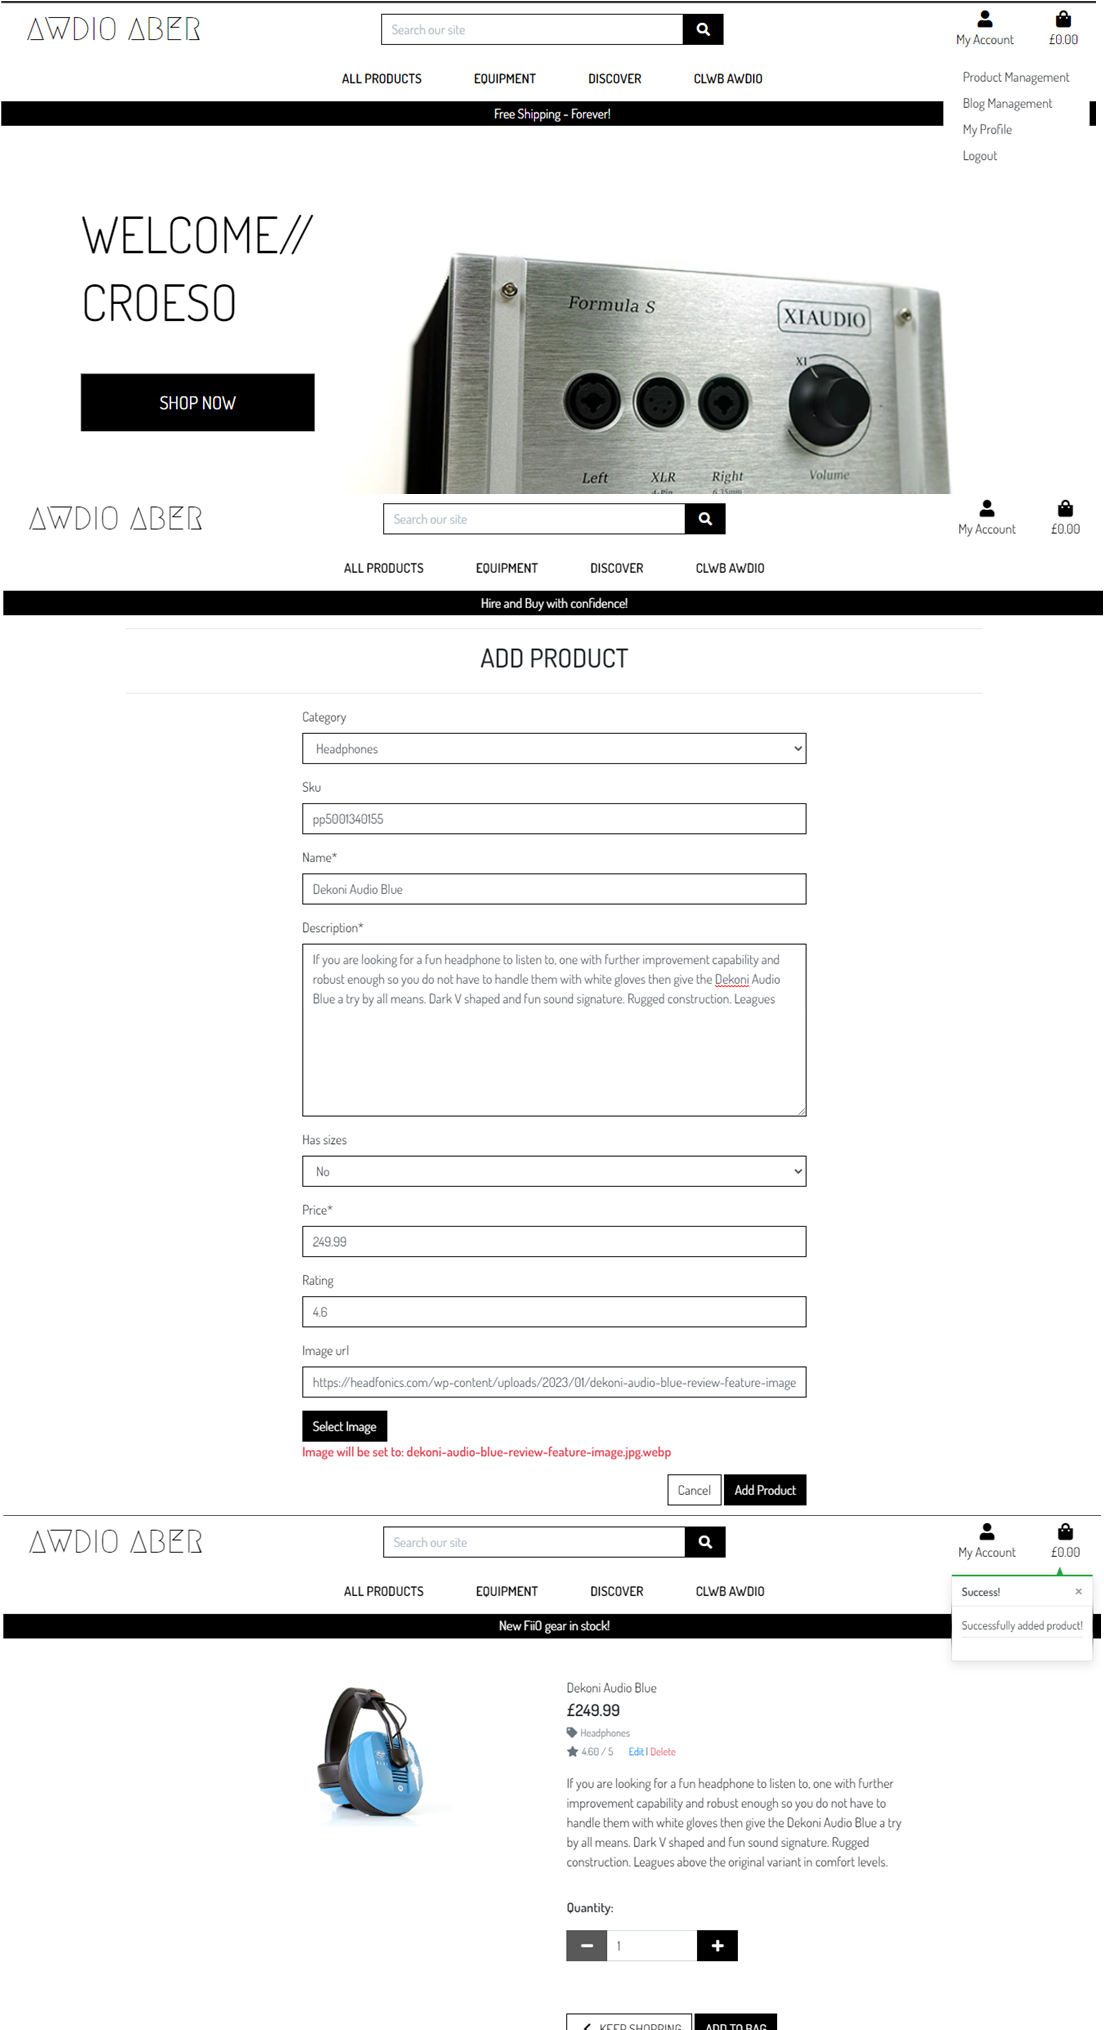 AWDIO ABER
Search our site
My Account
£0.00
ALL PRODUCTS
EQUIPMENT
DISCOVER
CLWB AWDIO
Product Management
Blog Management
My Profile
Logout
Free Shipping - Forever!
WELCOME//
CROESO
SHOP NOW
Formula S
XIAUDIO
XI
Left
XLR
Right
Volume
4-Pin
6.35mm
AWDIO ABER
Search our site
My Account
£0.00
ALL PRODUCTS
EQUIPMENT
DISCOVER
CLWB AWDIO
Hire and Buy with confidence!
ADD PRODUCT
Category
Headphones
Sku
pp5001340155
Name*
Dekoni Audio Blue
Description*
If you are looking for a fun headphone to listen to, one with further improvement capability and
robust enough so you do not have to handle them with white gloves then give the Dekoni Audio
Blue a try by all means. Dark V shaped and fun sound signature. Rugged construction. Leagues
Has sizes
No
Price*
249.99
Rating
4.6
Image url
https://headfonics.com/wp-content/uploads/2023/01/dekoni-audio-blue-review-feature-image
Select Image
Image will be set to: dekoni-audio-blue-review-feature-image.jpg.webp
Cancel
Add Product
AWDIO ABER
Search our site
My Account
£0.00
ALL PRODUCTS
EQUIPMENT
DISCOVER
CLWB AWDIO
Success!
×
Successfully added product!
New FiiO gear in stock!
Dekoni Audio Blue
£249.99
Headphones
4.60 / 5 Edit | Delete
If you are looking for a fun headphone to listen to, one with further
improvement capability and robust enough so you do not have to
handle them with white gloves then give the Dekoni Audio Blue a try
by all means. Dark V shaped and fun sound signature. Rugged
construction. Leagues above the original variant in comfort levels.
Quantity:
1
KEEP SHOPPING
ADD TO BAG